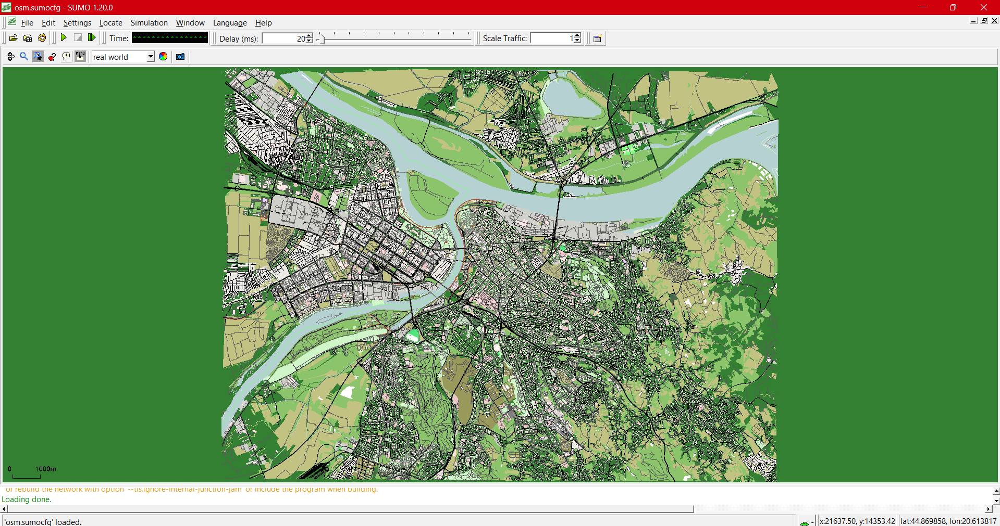 osm.sumocfg - SUMO 1.20.0
File Edit Settings Locate Simulation Window Language Help
Time: Delay (ms): 20 Scale Traffic: 1
MENU real world
0 1000m
or rebuild the network with option '--tls.ignore-internal-junction-jam' or include the program when building.
Loading done.
'osm.sumocfg' loaded. - x:21637.50, y:14353.42 lat:44.869858, lon:20.613817